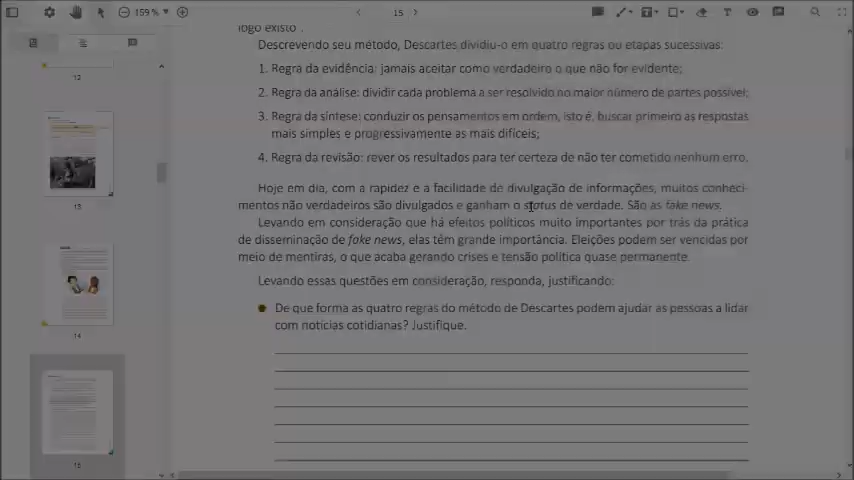 159 %
15
logo existo".
Descrevendo seu método, Descartes dividiu-o em quatro regras ou etapas sucessivas:
1. Regra da evidência: jamais aceitar como verdadeiro o que não for evidente;
2. Regra da análise: dividir cada problema a ser resolvido no maior número de partes possível;
3. Regra da síntese: conduzir os pensamentos em ordem, isto é, buscar primeiro as respostas
mais simples e progressivamente as mais difíceis;
4. Regra da revisão: rever os resultados para ter certeza de não ter cometido nenhum erro.
Hoje em dia, com a rapidez e a facilidade de divulgação de informações, muitos conheci-
mentos não verdadeiros são divulgados e ganham o status de verdade. São as fake news.
Levando em consideração que há efeitos políticos muito importantes por trás da prática
de disseminação de fake news, elas têm grande importância. Eleições podem ser vencidas por
meio de mentiras, o que acaba gerando crises e tensão política quase permanente.
Levando essas questões em consideração, responda, justificando:
De que forma as quatro regras do método de Descartes podem ajudar as pessoas a lidar
com notícias cotidianas? Justifique.
12
13
14
15